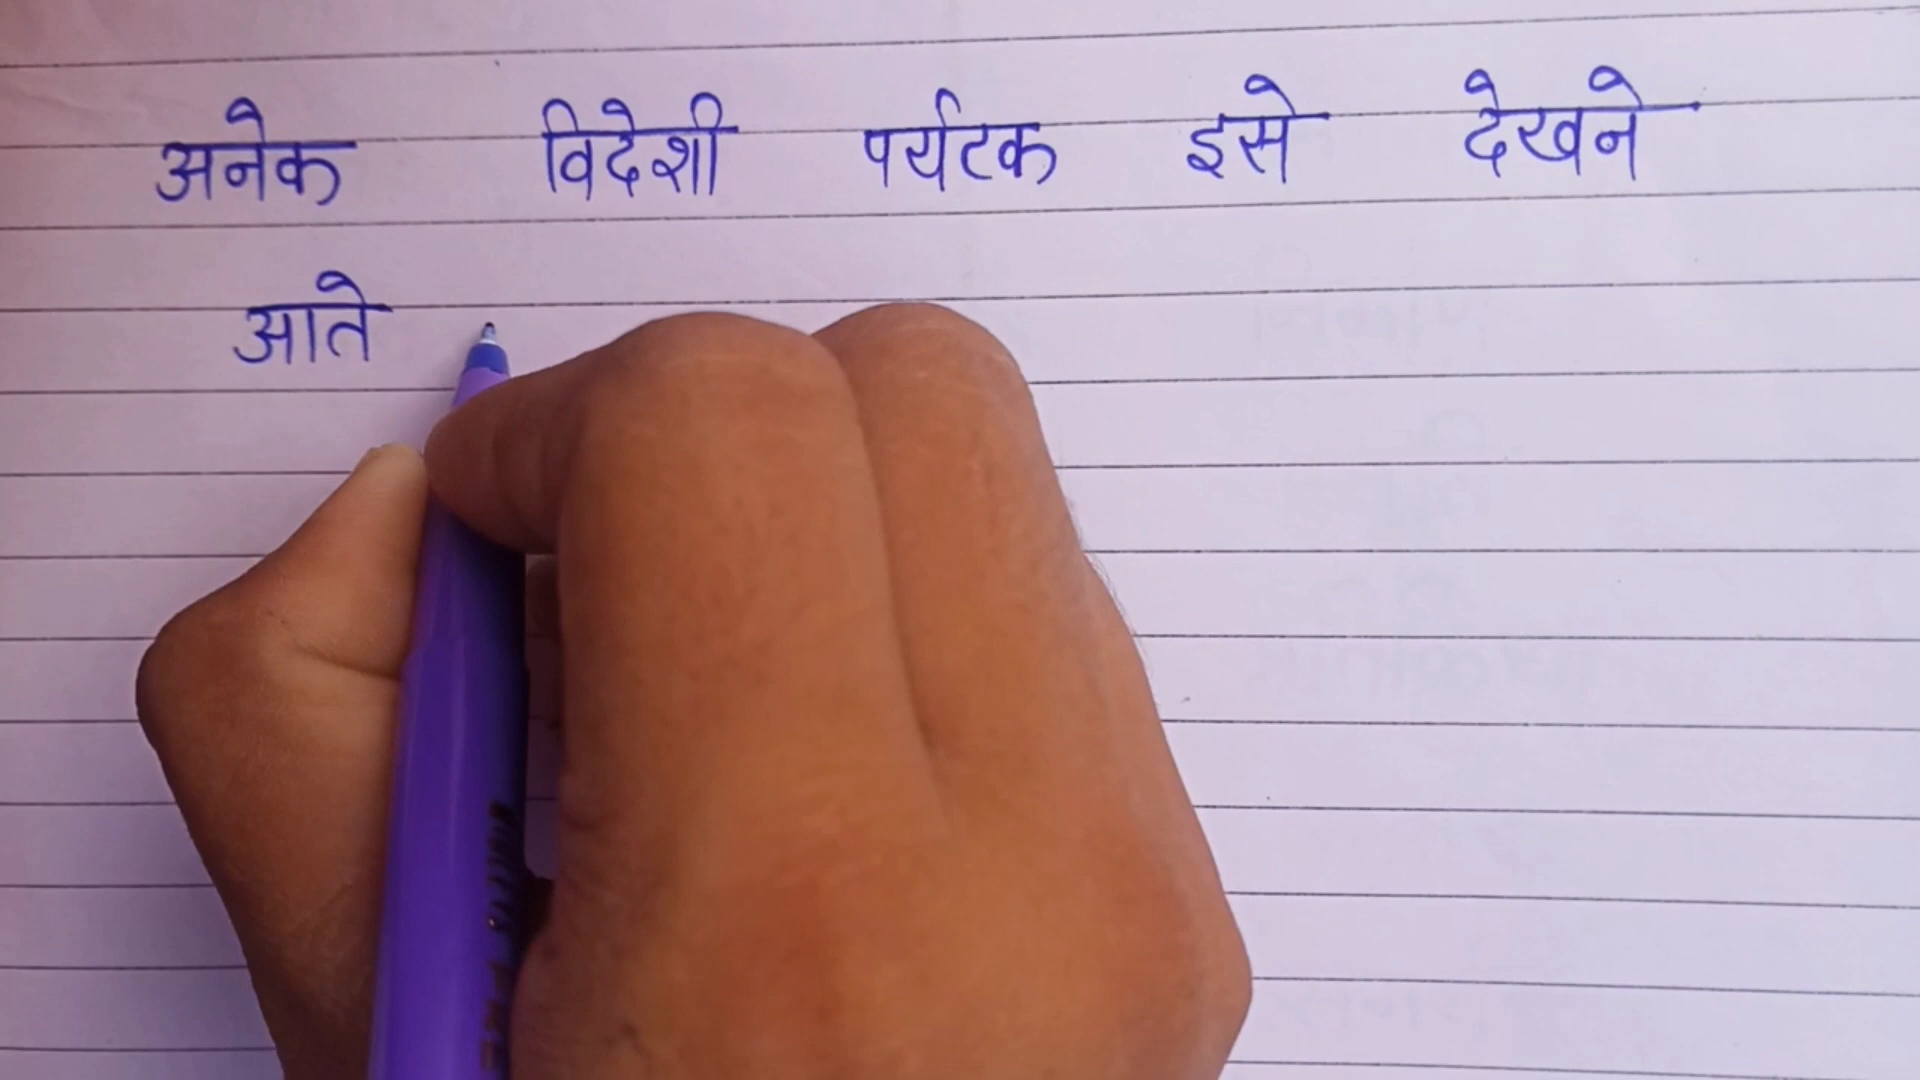 अनेक विदेशी पर्यटक इसे देखने
आते